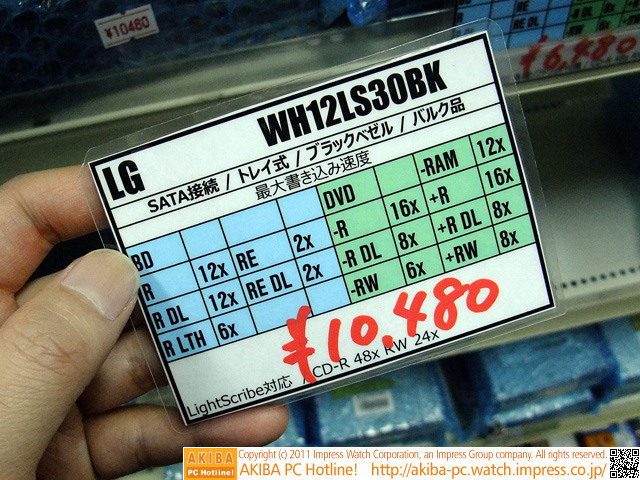 ¥10480
RE
RE DL
-R
-R DL
¥6,480
LG WH12LS30BK
SATA接続 / トレイ式 / ブラックベゼル / バルク品
最大書き込み速度
BD DVD -RAM 12x
R 12x RE 2x -R 16x +R 16x
R DL 12x RE DL 2x -R DL 8x +R DL 8x
R LTH 6x -RW 6x +RW 8x
¥10,480
LightScribe対応 / CD-R 48x RW 24x
AKIBA PC Hotline!
Copyright (c) 2011 Impress Watch Corporation, an Impress Group company. All rights reserved.
AKIBA PC Hotline! http://akiba-pc.watch.impress.co.jp/